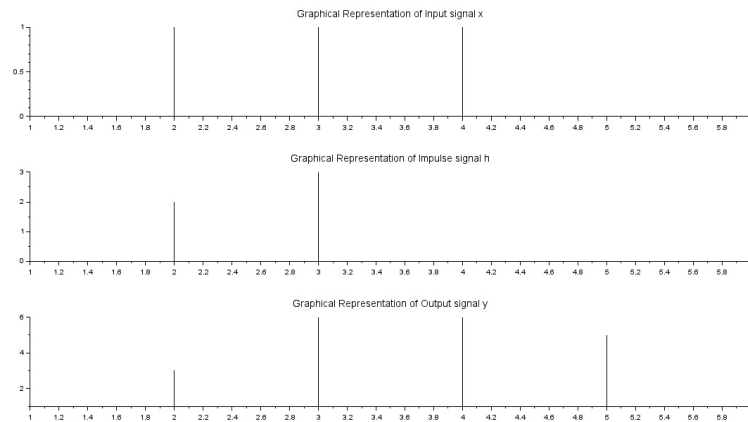 Graphical Representation of Input signal x
1
0.5
0
1 1.2 1.4 1.6 1.8 2 2.2 2.4 2.6 2.8 3 3.2 3.4 3.6 3.8 4 4.2 4.4 4.6 4.8 5 5.2 5.4 5.6 5.8
Graphical Representation of Impulse signal h
3
2
1
0
1 1.2 1.4 1.6 1.8 2 2.2 2.4 2.6 2.8 3 3.2 3.4 3.6 3.8 4 4.2 4.4 4.6 4.8 5 5.2 5.4 5.6 5.8
Graphical Representation of Output signal y
6
4
2
1 1.2 1.4 1.6 1.8 2 2.2 2.4 2.6 2.8 3 3.2 3.4 3.6 3.8 4 4.2 4.4 4.6 4.8 5 5.2 5.4 5.6 5.8